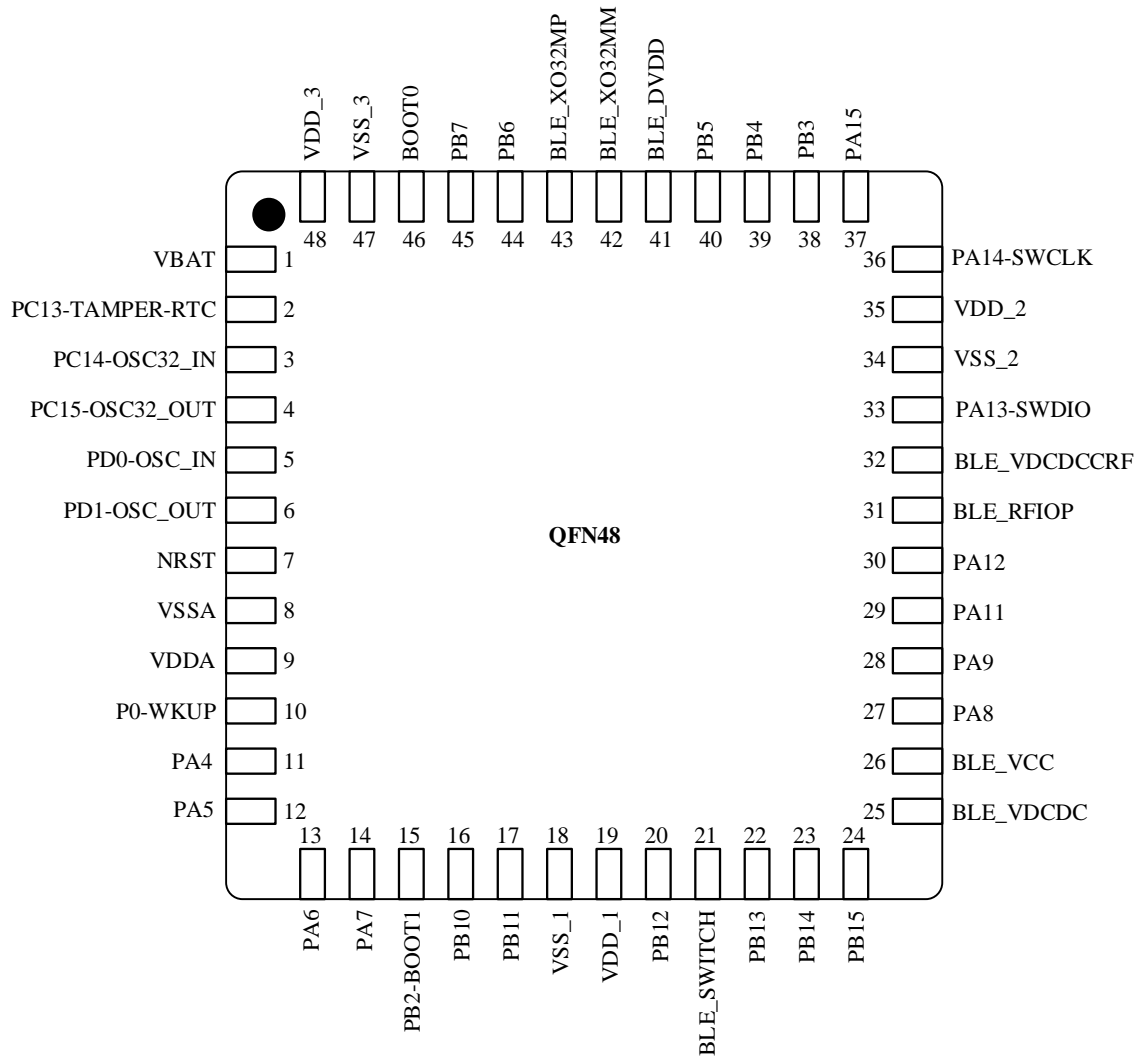 VDD_3
VSS_3
BOOT0
PB7
PB6
BLE_XO32MP
BLE_XO32MM
BLE_DVDD
PB5
PB4
PB3
PA15
48
47
46
45
44
43
42
41
40
39
38
37
VBAT 1
PC13-TAMPER-RTC 2
PC14-OSC32_IN 3
PC15-OSC32_OUT 4
PD0-OSC_IN 5
PD1-OSC_OUT 6
NRST 7
VSSA 8
VDDA 9
P0-WKUP 10
PA4 11
PA5 12
QFN48
36 PA14-SWCLK
35 VDD_2
34 VSS_2
33 PA13-SWDIO
32 BLE_VDCDCCRF
31 BLE_RFIOP
30 PA12
29 PA11
28 PA9
27 PA8
26 BLE_VCC
25 BLE_VDCDC
13
14
15
16
17
18
19
20
21
22
23
24
PA6
PA7
PB2-BOOT1
PB10
PB11
VSS_1
VDD_1
PB12
BLE_SWITCH
PB13
PB14
PB15